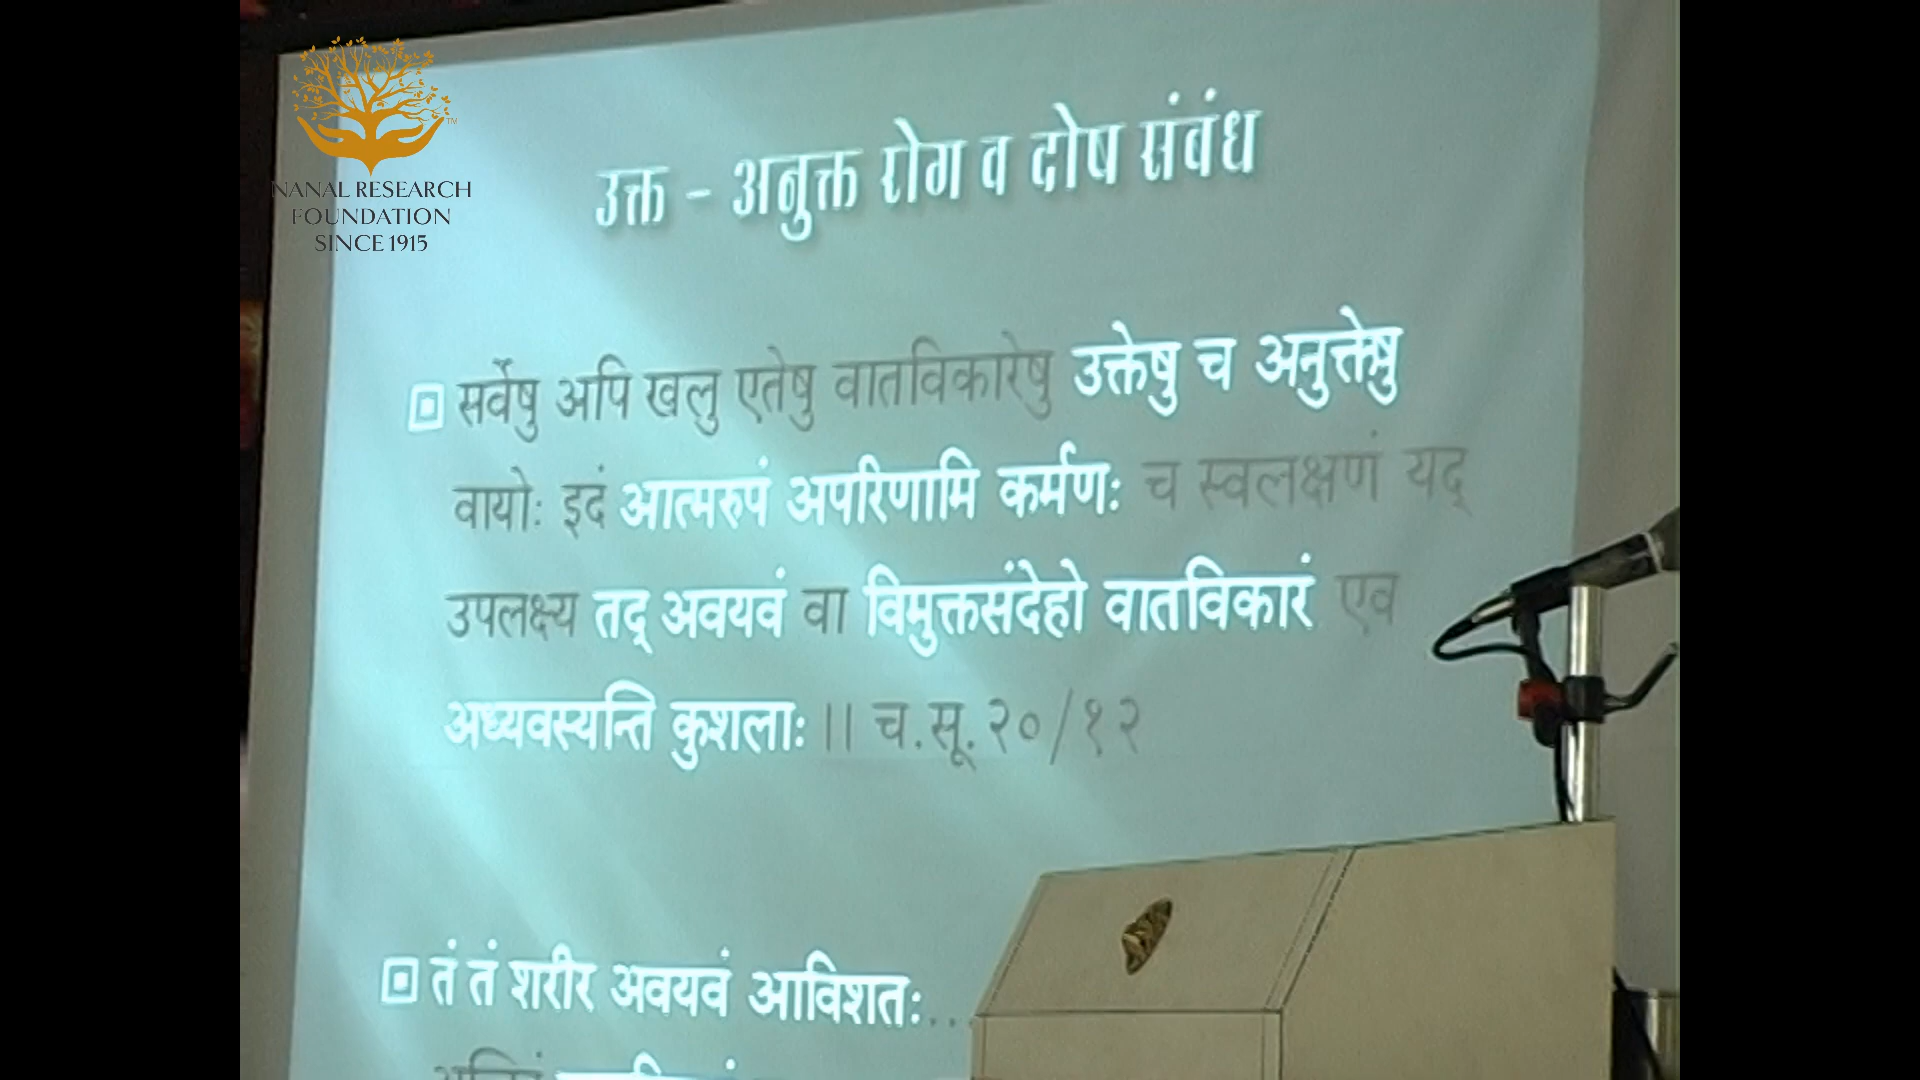 NANAL RESEARCH
FOUNDATION
SINCE 1915
TM
उक्त - अनुक्त रोग व दोष संबंध
सर्वेषु अपि खलु एतेषु वातविकारेषु उक्तेषु च अनुक्तेषु
वायोः इदं आत्मरुपं अपरिणामि कर्मणः च स्वलक्षणं यद्
उपलक्ष्य तद् अवयवं वा विमुक्तसंदेहो वातविकारं एव
अध्यवस्यन्ति कुशलाः ।। च.सू.२०/१२
तं तं शरीर अवयवं आविशतः...